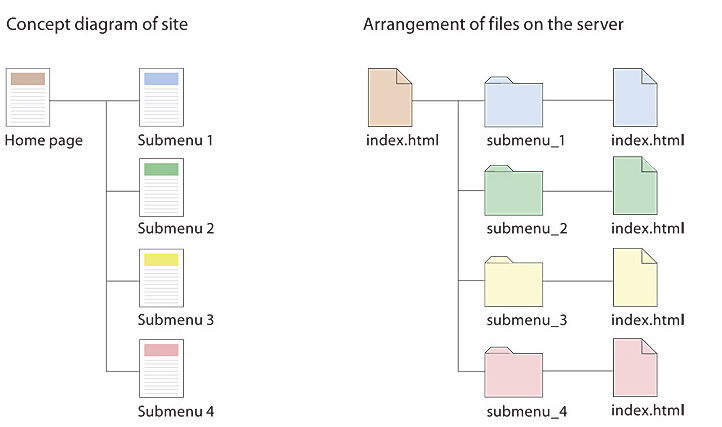 Concept diagram of site
Arrangement of files on the server
Home page
Submenu 1
index.html
submenu_1
index.html
Submenu 2
submenu_2
index.html
Submenu 3
submenu_3
index.html
Submenu 4
submenu_4
index.html